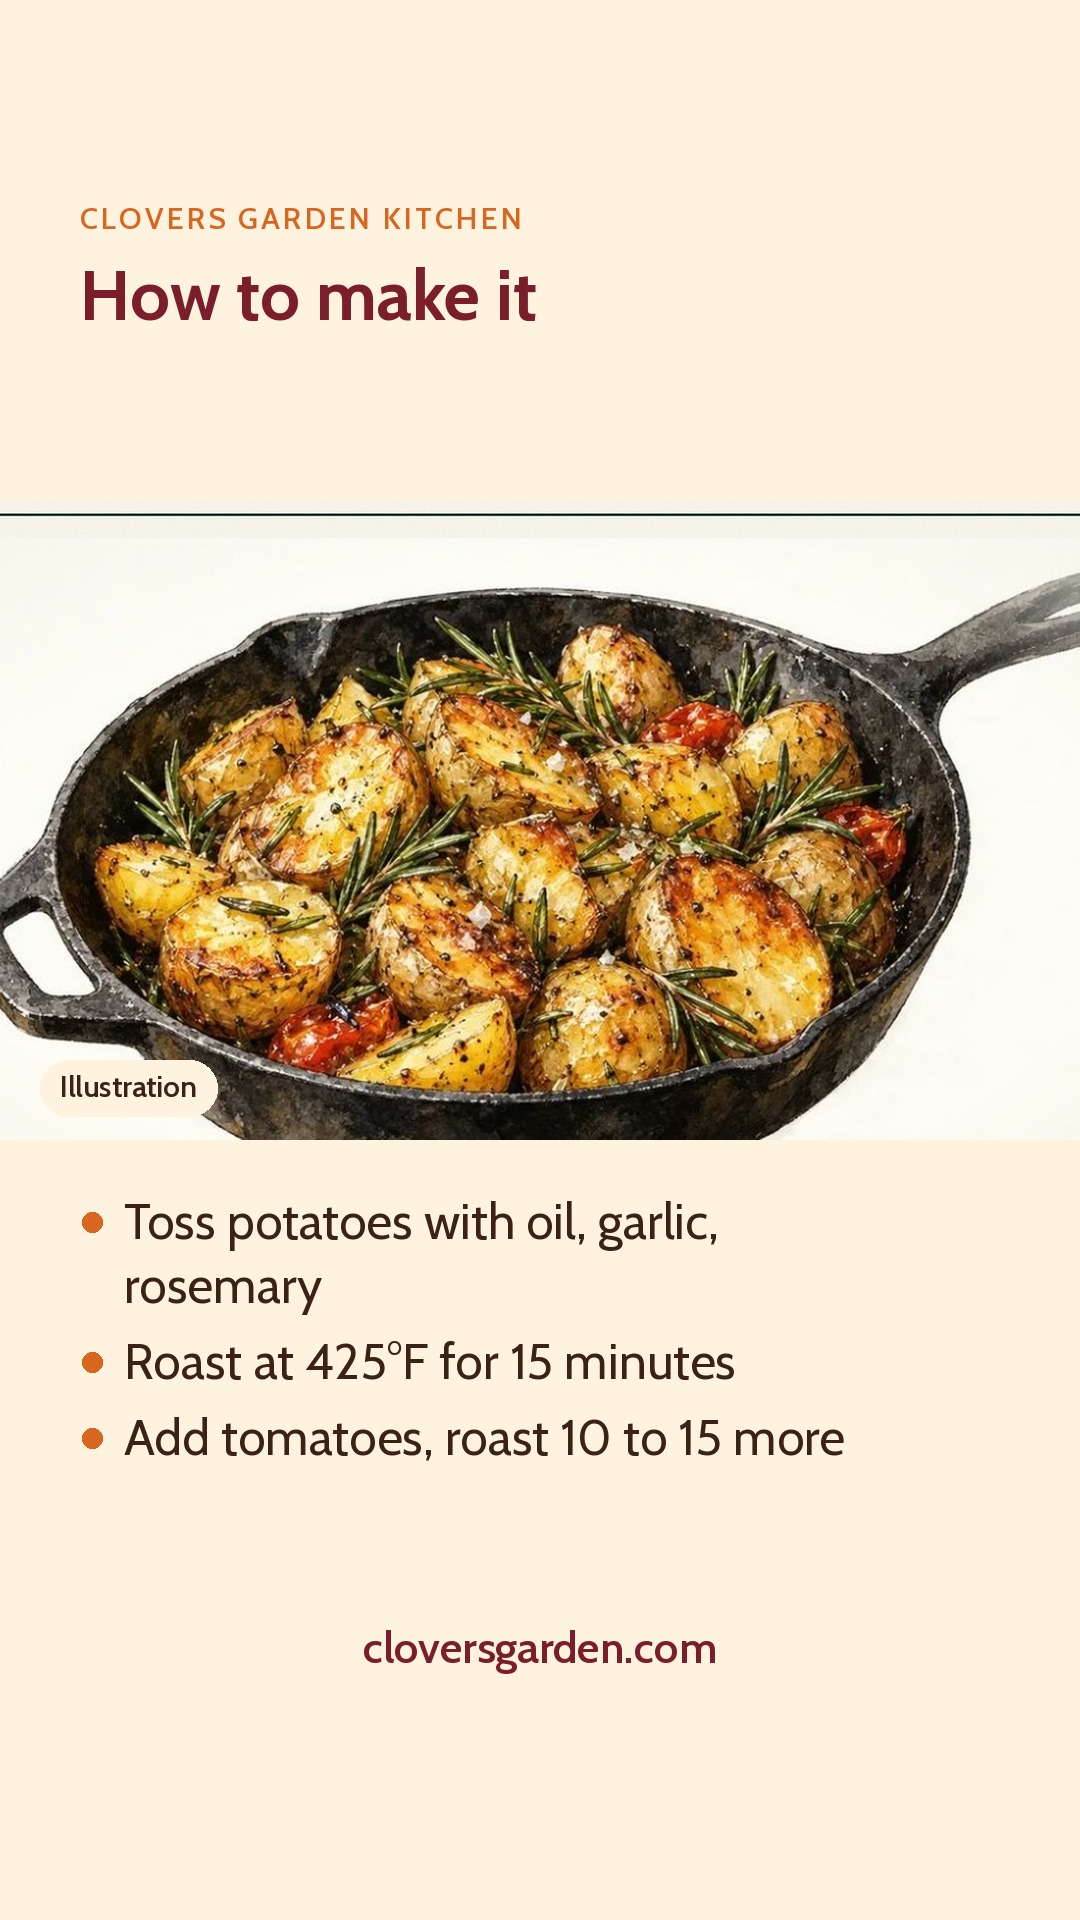 CLOVERS GARDEN KITCHEN
How to make it
Illustration
Toss potatoes with oil, garlic,
rosemary
Roast at 425°F for 15 minutes
Add tomatoes, roast 10 to 15 more
cloversgarden.com